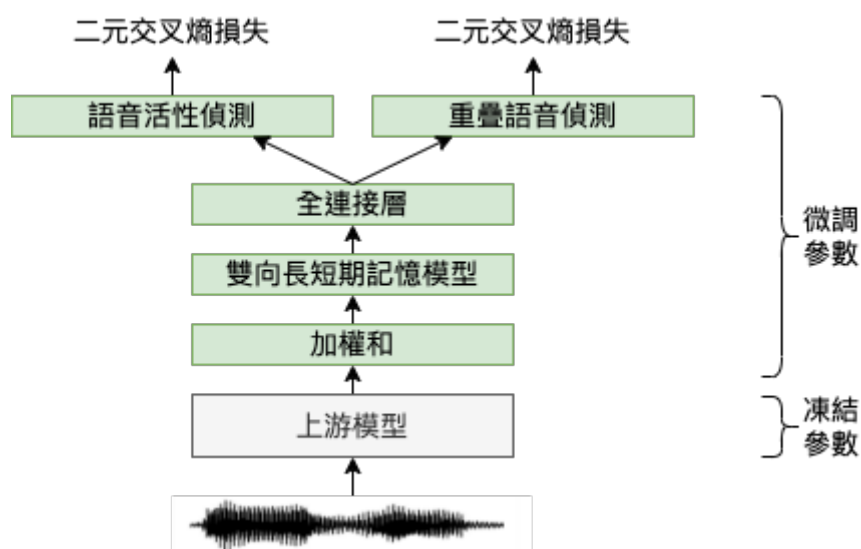 二元交叉熵損失
二元交叉熵損失
語音活性偵測
重疊語音偵測
全連接層
雙向長短期記憶模型
加權和
上游模型
微調
參數
凍結
參數